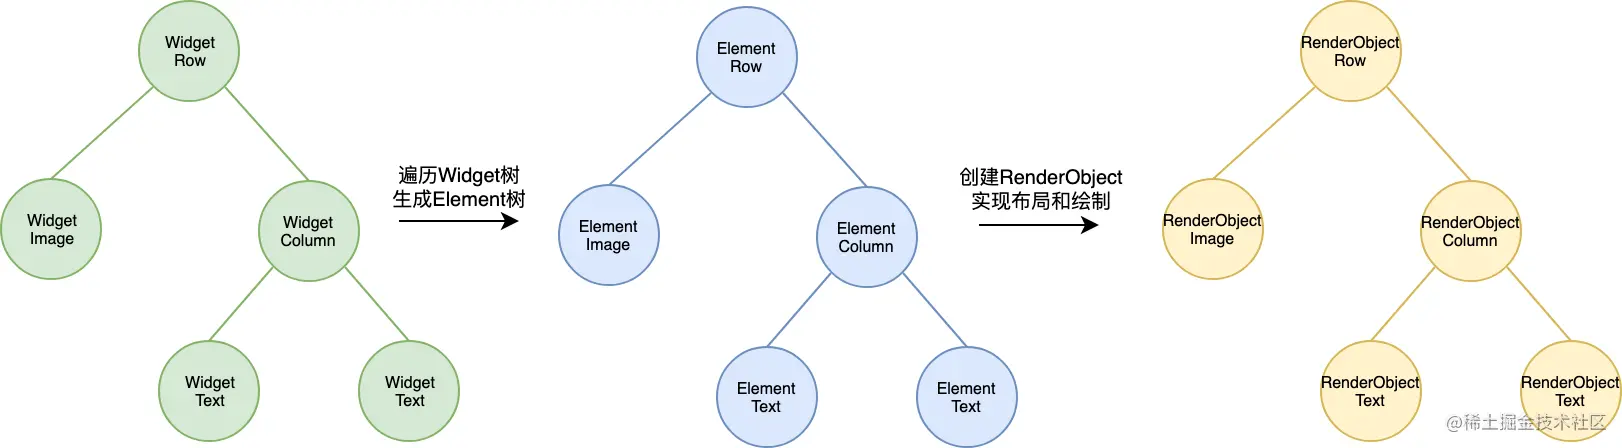 Widget
Row
Widget
Image
Widget
Column
Widget
Text
Widget
Text
遍历Widget树
生成Element树
Element
Row
Element
Image
Element
Column
Element
Text
Element
Text
创建RenderObject
实现布局和绘制
RenderObject
Row
RenderObject
Image
RenderObject
Column
RenderObject
Text
RenderObject
Text
@稀土掘金技术社区